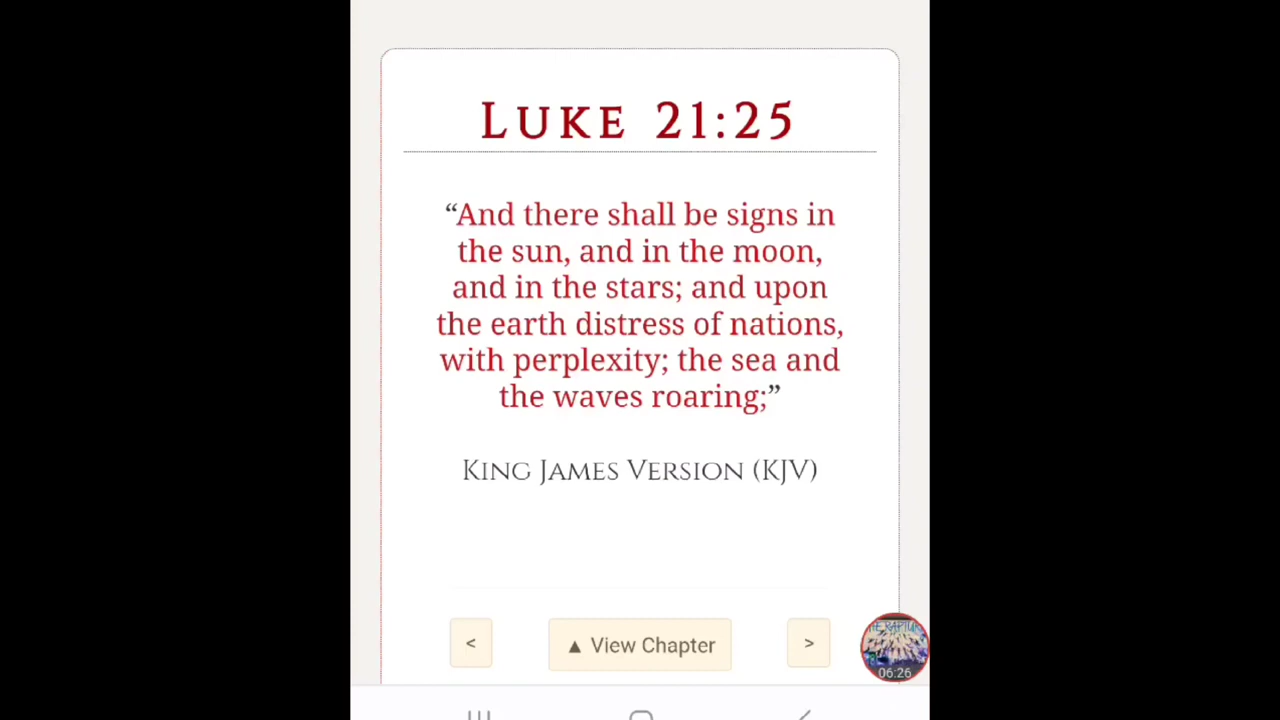 Luke 21:25
“And there shall be signs in
the sun, and in the moon,
and in the stars; and upon
the earth distress of nations,
with perplexity; the sea and
the waves roaring;”
King James Version (KJV)
< ▲ View Chapter >
06:26